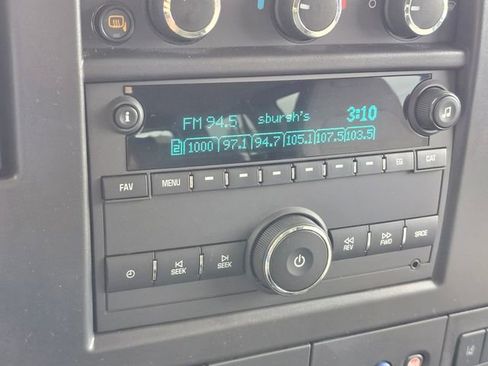 FM 94.5 sburgh's 3:10
2 1000 97.1 94.7 105.1 107.5 103.5
FAV MENU EQ CAT
SEEK SEEK REV FWD SRCE